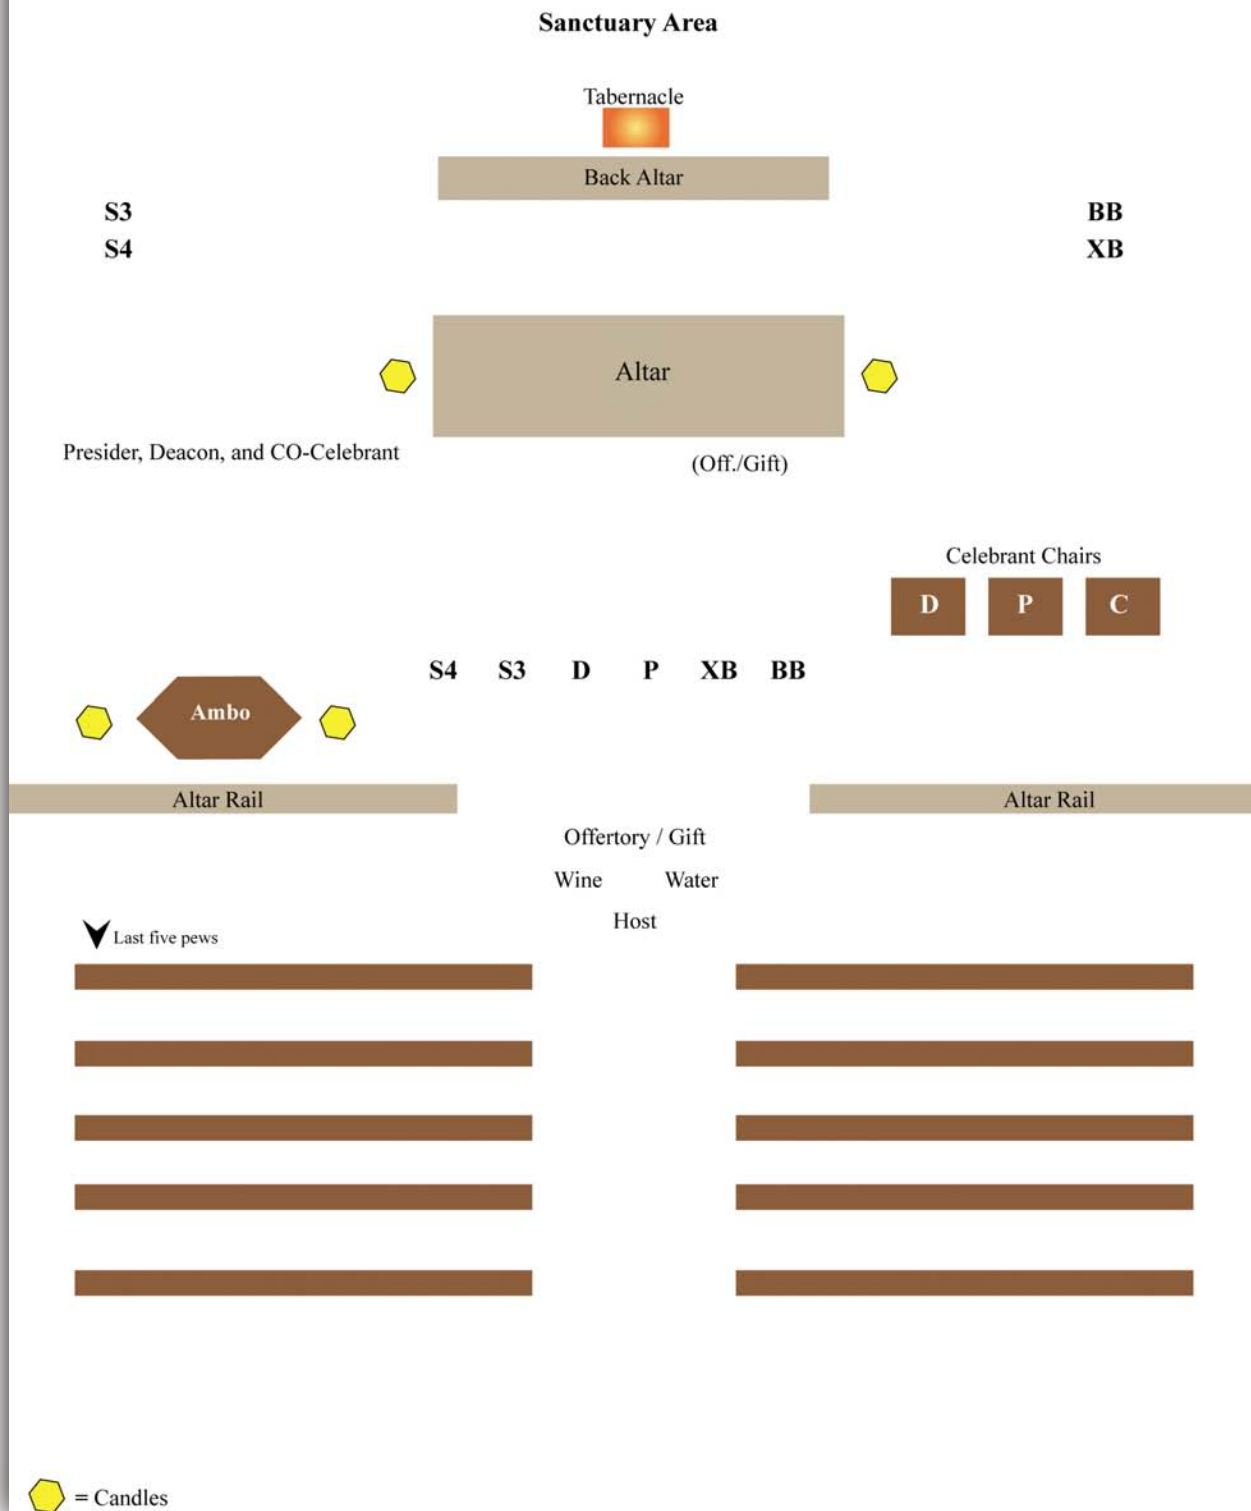 Sanctuary Area
Tabernacle
Back Altar
S3 BB
S4 XB
Altar
Presider, Deacon, and CO-Celebrant
(Off./Gift)
Celebrant Chairs
D P C
S4 S3 D P XB BB
Ambo
Altar Rail Altar Rail
Offertory / Gift
Wine Water
Host
Last five pews
= Candles